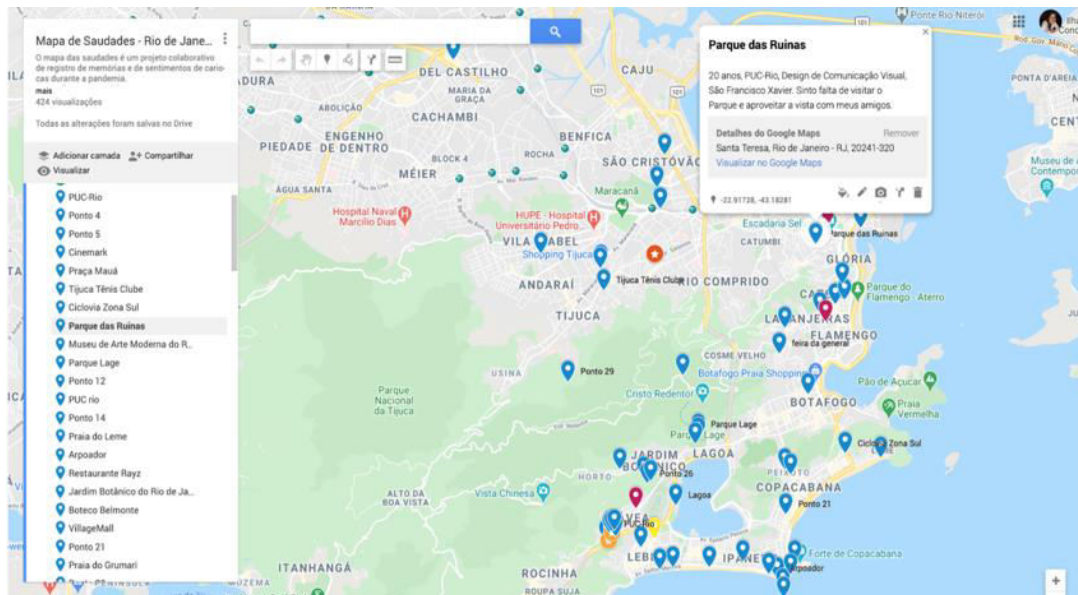 Mapa de Saudades - Rio de Jane...
O mapa das saudades é um projeto colaborativo
de registro de memórias e de sentimentos de cario-
cas durante a pandemia.
mais
424 visualizações
Todas as alterações foram salvas no Drive
Adicionar camada
Compartilhar
Visualizar
PUC-Rio
Ponto 4
Ponto 5
Cinemark
Praça Mauá
Tijuca Tênis Clube
Ciclovia Zona Sul
Parque das Ruinas
Museu de Arte Moderna do R...
Parque Lage
Ponto 12
PUC rio
Ponto 14
Praia do Leme
Arpoador
Restaurante Rayz
Jardim Botânico do Rio de Ja...
Boteco Belmonte
VillageMall
Ponto 21
Praia do Grumari
Parque das Ruinas
20 anos, PUC-Rio, Design de Comunicação Visual,
São Francisco Xavier. Sinto falta de visitar o
Parque e aproveitar a vista com meus amigos.
Detalhes do Google Maps
Remover
Santa Teresa, Rio de Janeiro - RJ, 20241-320
Visualizar no Google Maps
-22.91728, -43.18281
Ponte Rio-Niterói
PONTA D'AREIA
Museu de
DEL CASTILHO
MARIA DA
GRAÇA
CAJU
ABOLIÇÃO
CACHAMBI
ENGENHO
DE DENTRO
PIEDADE
BLOCK 4
ROCHA
BENFICA
SÃO CRISTÓVÃO
MÉIER
ÁGUA SANTA
Maracanã
Hospital Naval
Marcílio Dias
HUPE - Hospital
Universitário Pedro...
VILA ISABEL
Shopping Tijuca
Escadaria Sel
Parque das Ruinas
CATUMBI
GLÓRIA
ANDARAÍ
Tijuca Tênis Clube
RIO COMPRIDO
Parque do
Flamengo - Aterro
TIJUCA
LARANJEIRAS
FLAMENGO
feira da general
USINA
Ponto 29
COSME VELHO
Botafogo Praia Shopping
Parque
Nacional
da Tijuca
Cristo Redentor
Pão de Açucar
BOTAFOGO
Praia
Vermelha
Parque Lage
Ciclovia Zona Sul
JARDIM
BOTÂNICO
LAGOA
HORTO
Ponto 26
PEIXOTO
COPACABANA
ALTO DA
BOA VISTA
Vista Chinesa
Lagoa
Ponto 21
PUC-Rio
LEBLON
IPANEMA
Forte de Copacabana
Arpoador
ITANHANGÁ
ROCINHA
ROUPA SUJA